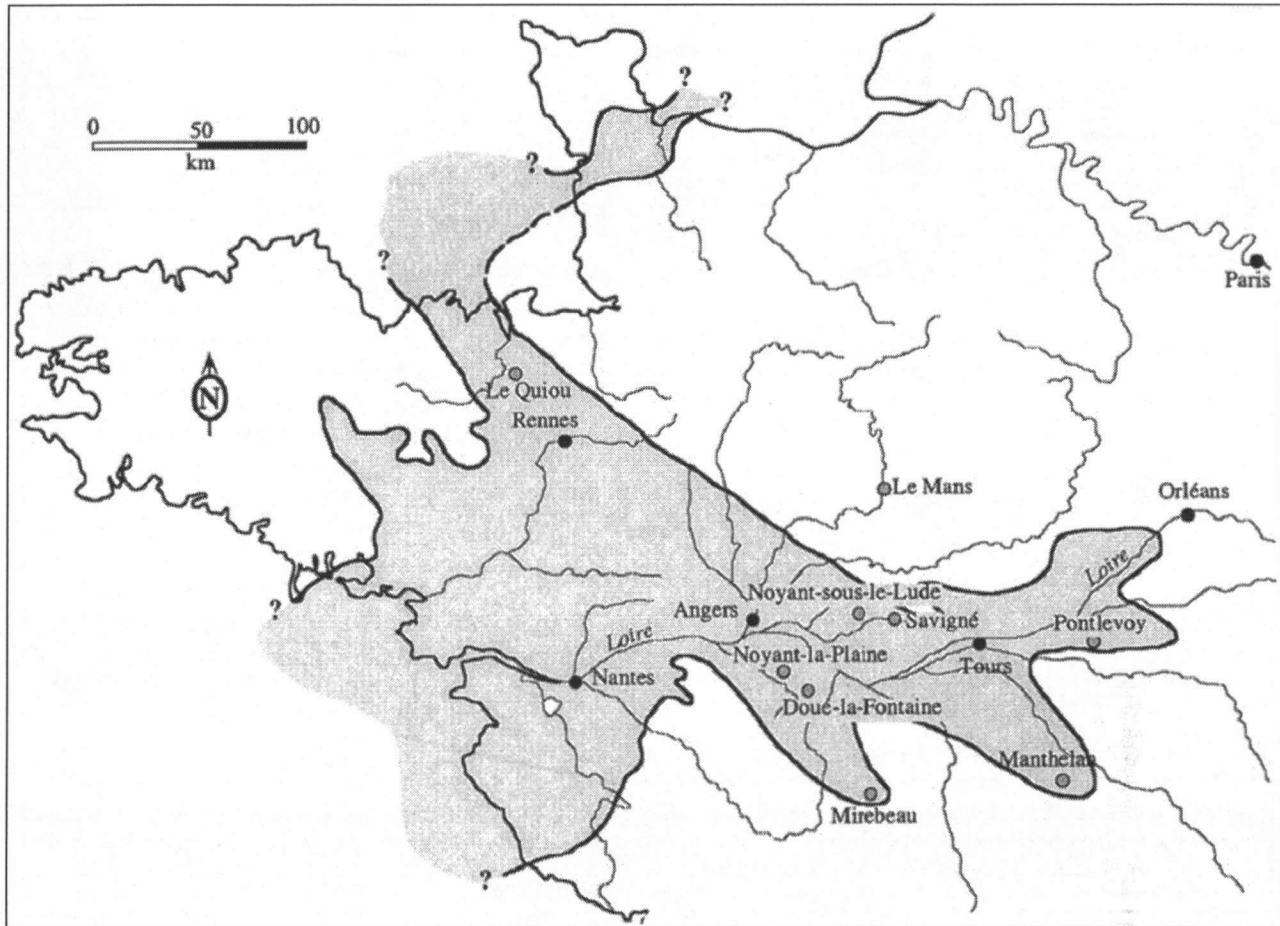 ?
?
0 50 100
km
?
?
Paris
N
Le Quiou
Rennes
Le Mans
Orléans
Loire
?
Noyant-sous-le-Lude
Angers
Savigné
Pontlevoy
Loire
Noyant-la-Plaine
Tours
Nantes
Doué-la-Fontaine
Manthelan
Mirebeau
?
?